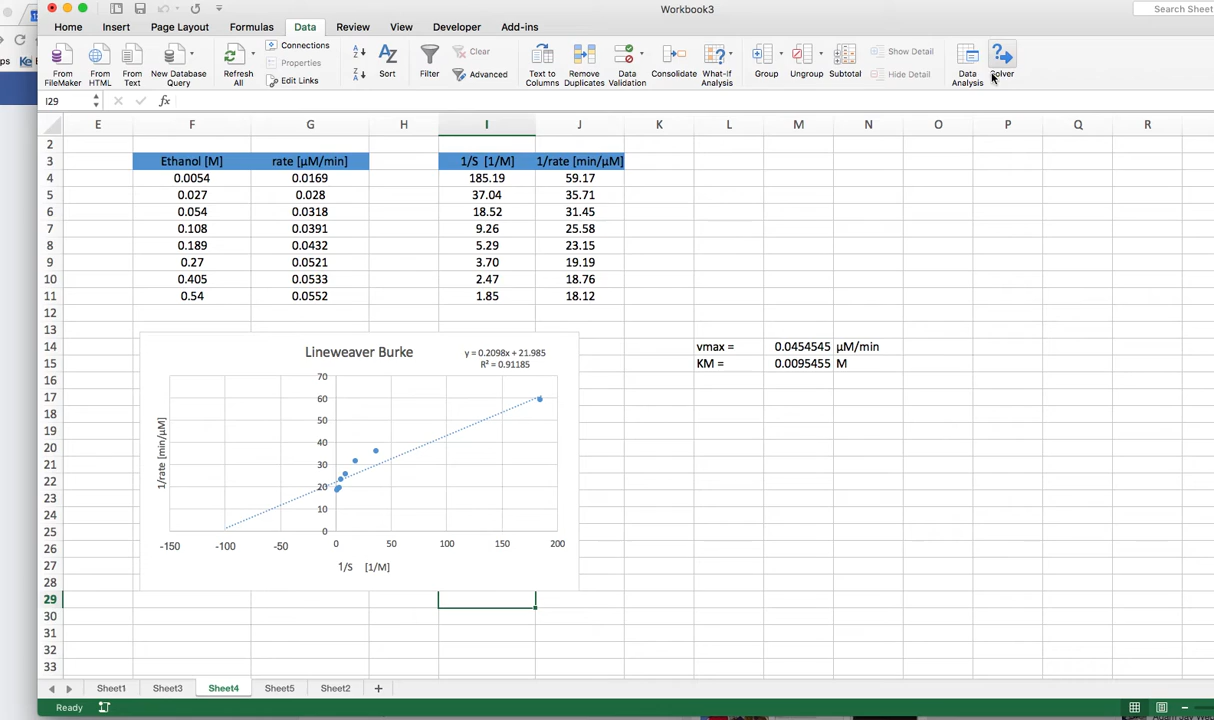 Workbook3
Search Sheet
Home Insert Page Layout Formulas Data Review View Developer Add-ins
From FileMaker
From HTML
From Text
New Database Query
Refresh All
Connections
Properties
Edit Links
Sort
Filter
Clear
Advanced
Text to Columns
Remove Duplicates
Data Validation
Consolidate
What-If Analysis
Group
Ungroup
Subtotal
Show Detail
Hide Detail
Data Analysis
Solver
I29 fx
E F G H I J K L M N O P Q R
2
3 Ethanol [M] rate [µM/min] 1/S [1/M] 1/rate [min/µM]
4 0.0054 0.0169 185.19 59.17
5 0.027 0.028 37.04 35.71
6 0.054 0.0318 18.52 31.45
7 0.108 0.0391 9.26 25.58
8 0.189 0.0432 5.29 23.15
9 0.27 0.0521 3.70 19.19
10 0.405 0.0533 2.47 18.76
11 0.54 0.0552 1.85 18.12
12
13
14 vmax = 0.0454545 µM/min
15 KM = 0.0095455 M
16
17
18
19
20
21
22
23
24
25
26
27
28
29
30
31
32
33
Lineweaver Burke
y = 0.2098x + 21.985
R² = 0.91185
70
60
50
40
30
20
10
0
-150 -100 -50 0 50 100 150 200
1/rate [min/µM]
1/S [1/M]
Sheet1 Sheet3 Sheet4 Sheet5 Sheet2 +
Ready